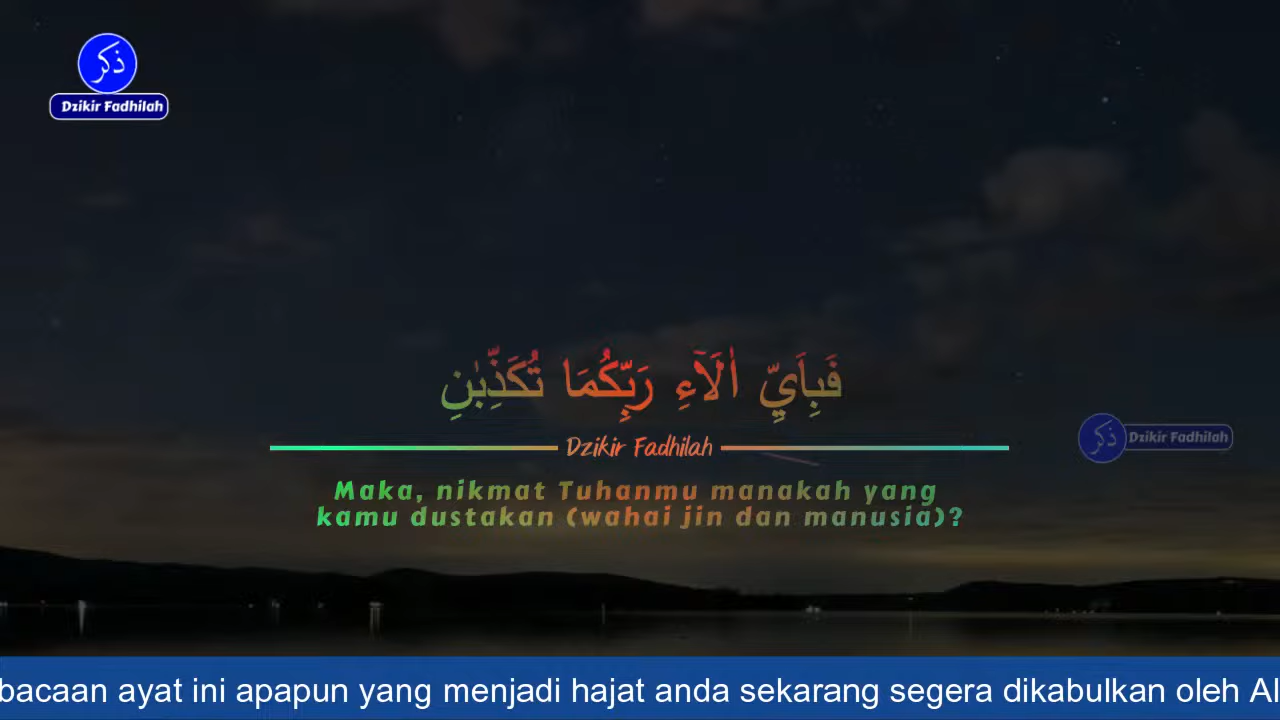 ذكر
Dzikir Fadhilah
فَبِاَيِّ اٰلَاۤءِ رَبِّكُمَا تُكَذِّبٰنِ
Dzikir Fadhilah
ذكر
Dzikir Fadhilah
Maka, nikmat Tuhanmu manakah yang
kamu dustakan (wahai jin dan manusia)?
bacaan ayat ini apapun yang menjadi hajat anda sekarang segera dikabulkan oleh Al